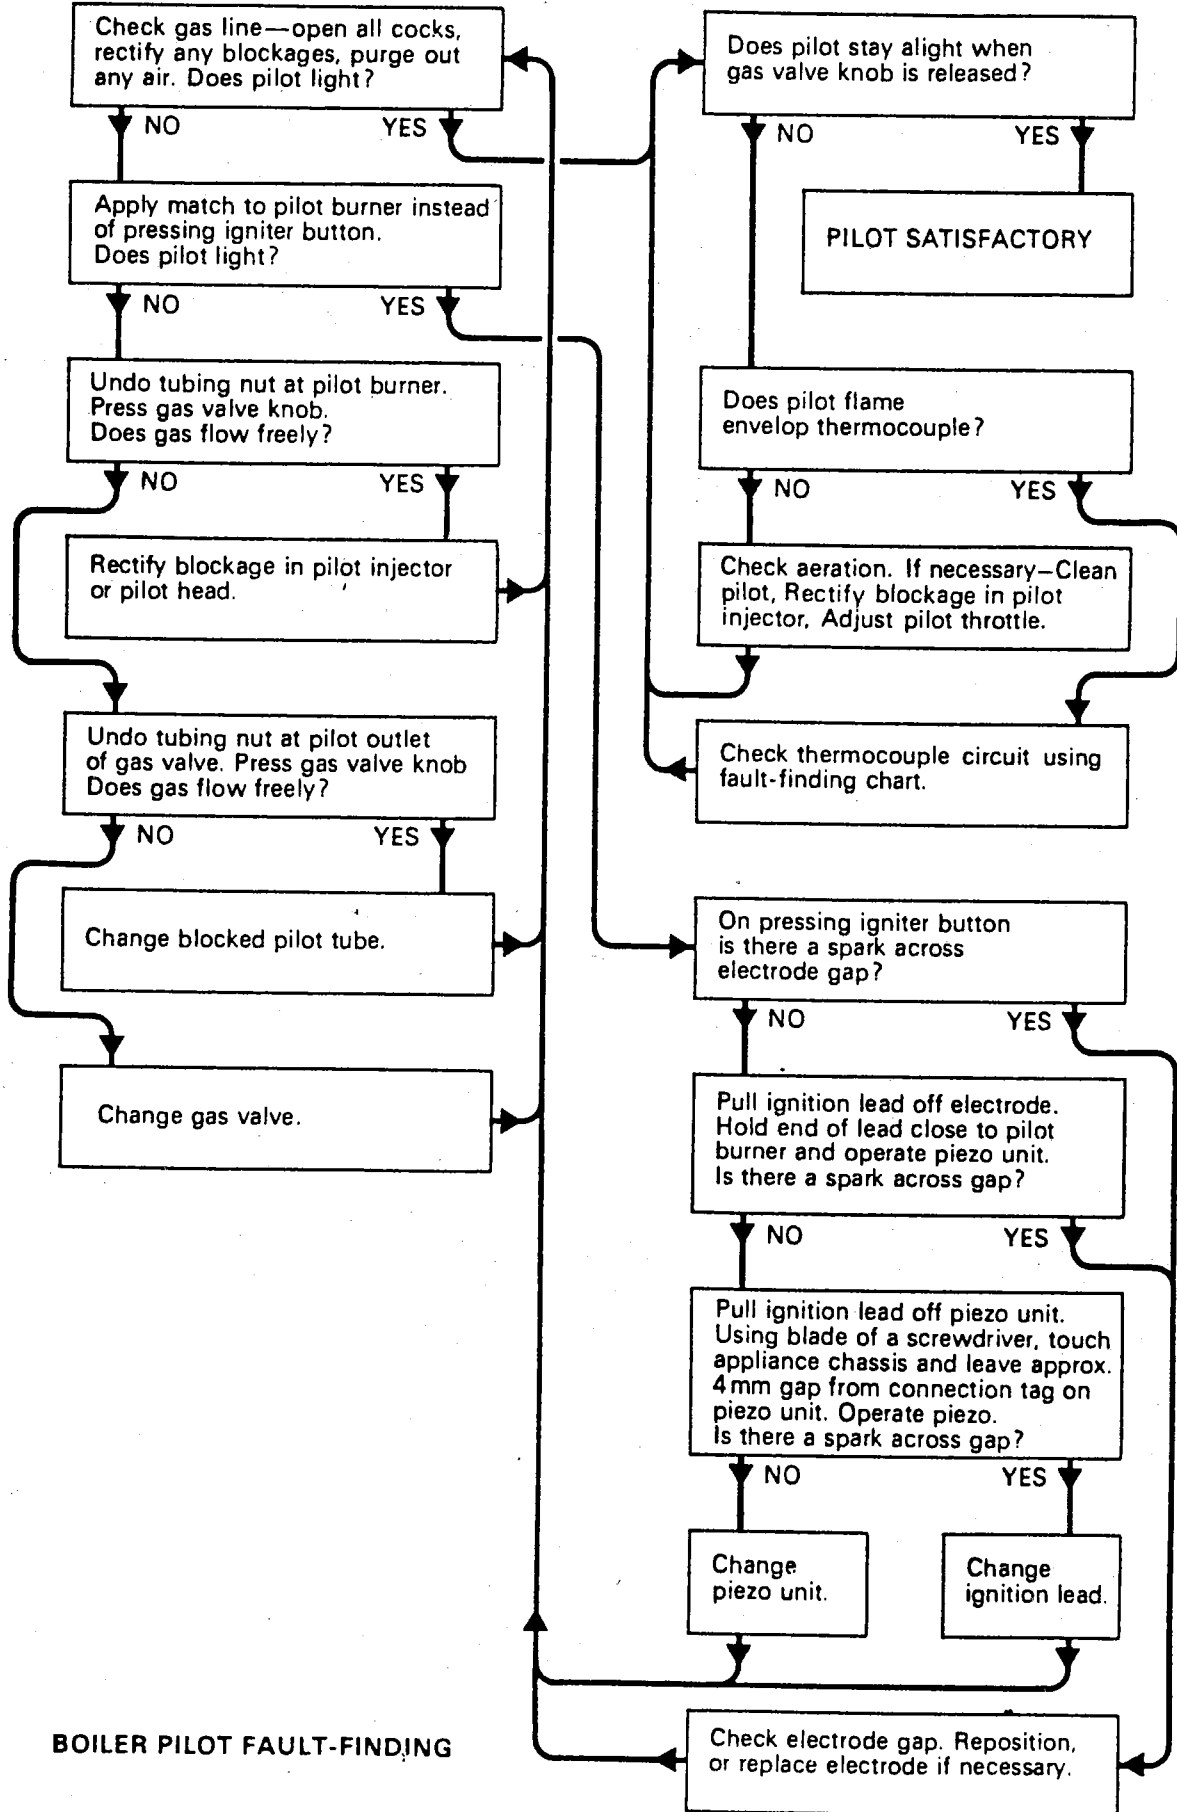 Check gas line—open all cocks,
rectify any blockages, purge out
any air. Does pilot light?
NO YES
Apply match to pilot burner instead
of pressing igniter button.
Does pilot light?
NO YES
Undo tubing nut at pilot burner.
Press gas valve knob.
Does gas flow freely?
NO YES
Rectify blockage in pilot injector
or pilot head.
Undo tubing nut at pilot outlet
of gas valve. Press gas valve knob
Does gas flow freely?
NO YES
Change blocked pilot tube.
Change gas valve.
Does pilot stay alight when
gas valve knob is released?
NO YES
PILOT SATISFACTORY
Does pilot flame
envelop thermocouple?
NO YES
Check aeration. If necessary—Clean
pilot, Rectify blockage in pilot
injector, Adjust pilot throttle.
Check thermocouple circuit using
fault-finding chart.
On pressing igniter button
is there a spark across
electrode gap?
NO YES
Pull ignition lead off electrode.
Hold end of lead close to pilot
burner and operate piezo unit.
Is there a spark across gap?
NO YES
Pull ignition lead off piezo unit.
Using blade of a screwdriver, touch
appliance chassis and leave approx.
4mm gap from connection tag on
piezo unit. Operate piezo.
Is there a spark across gap?
NO YES
Change
piezo unit.
Change
ignition lead.
Check electrode gap. Reposition,
or replace electrode if necessary.
BOILER PILOT FAULT-FINDING